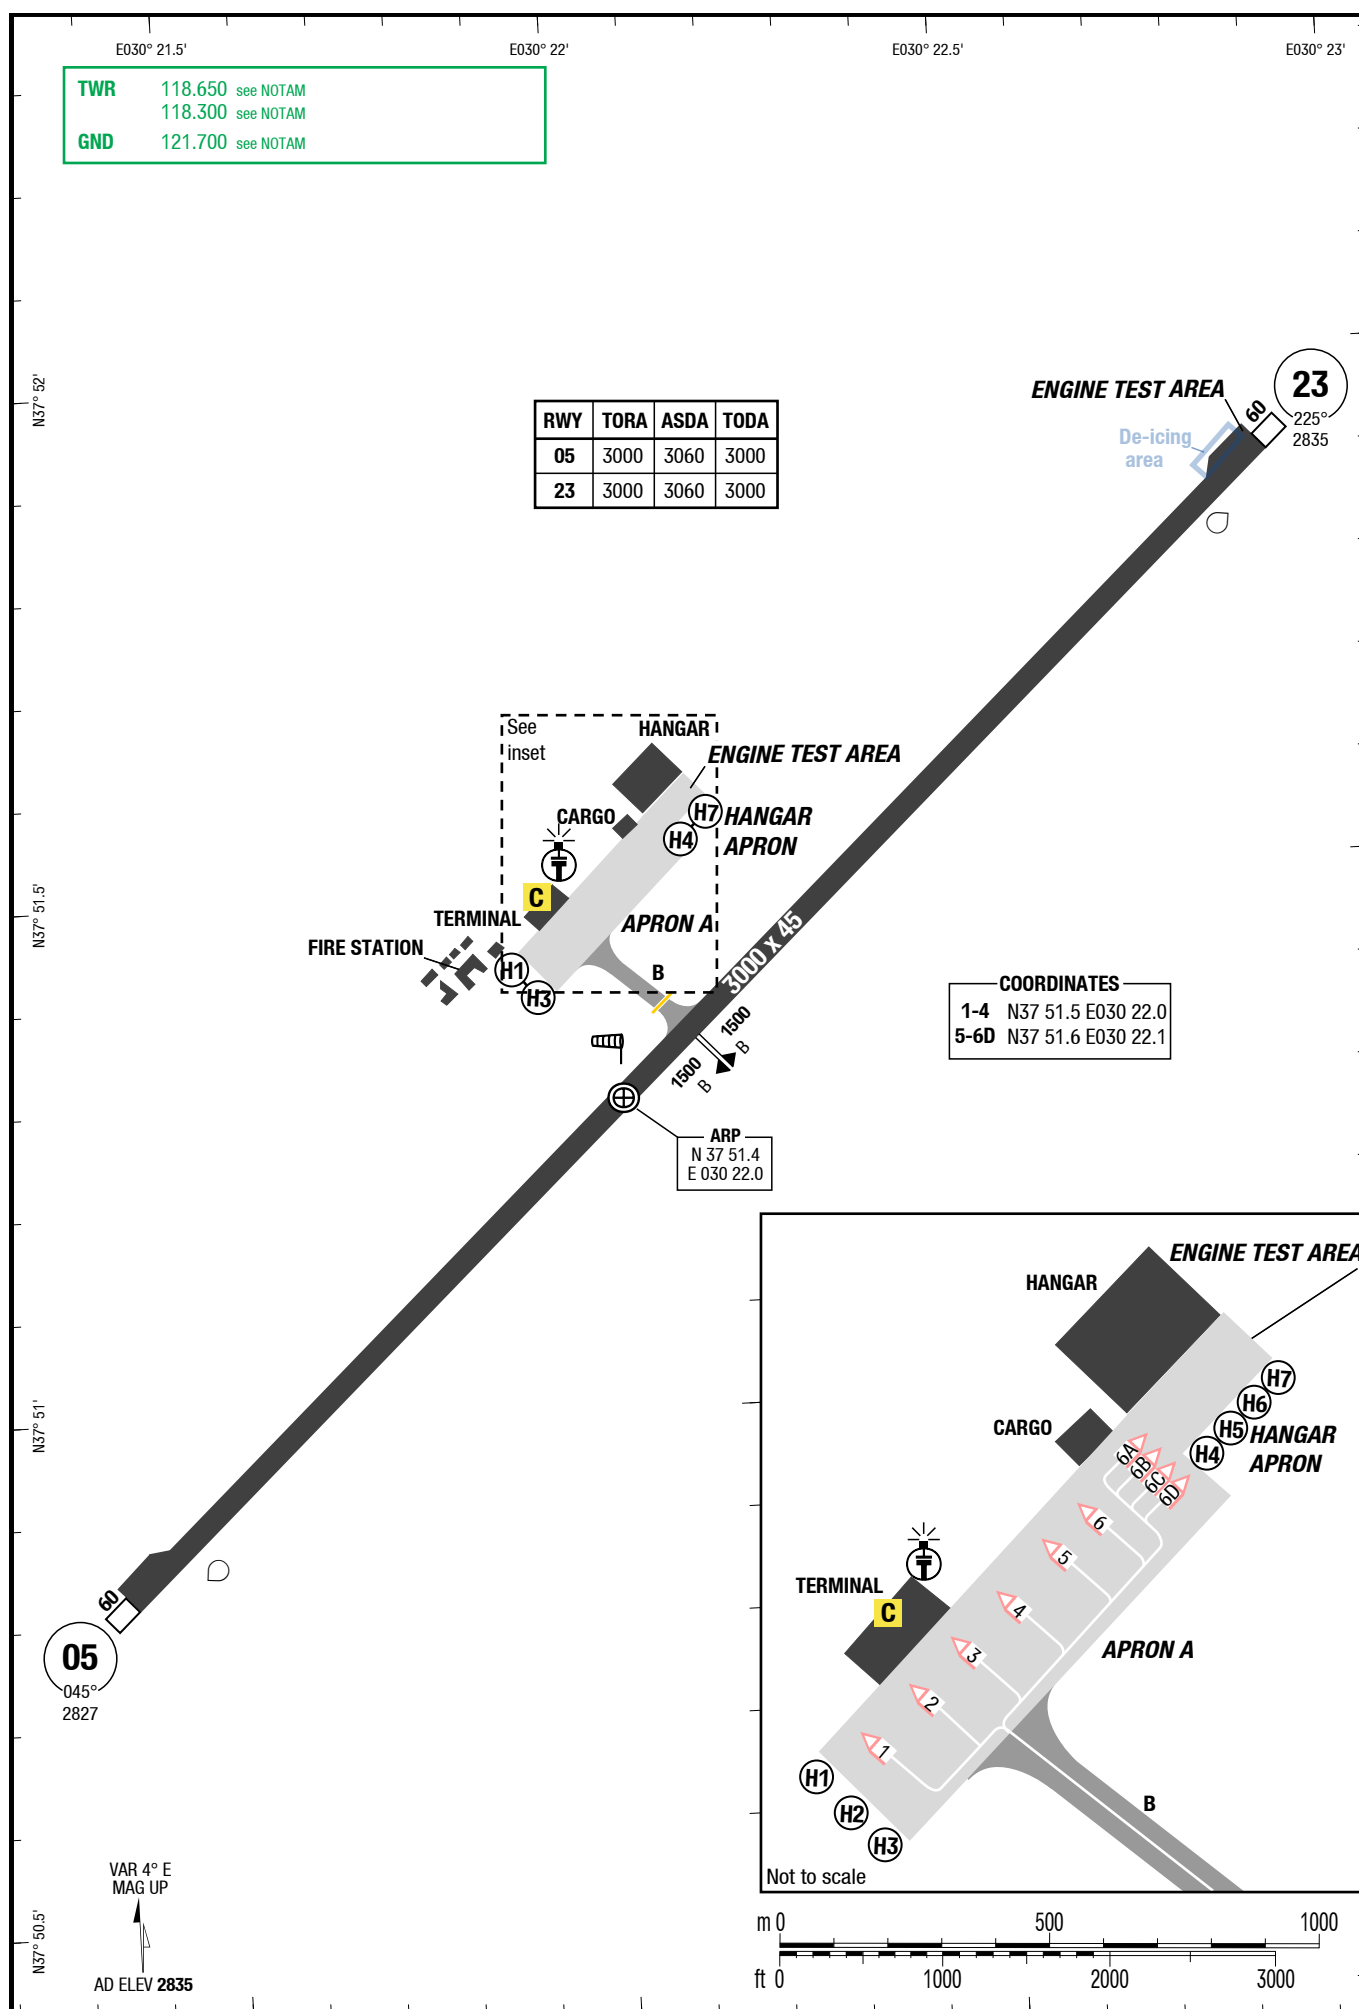 E030° 21.5'
E030° 22'
E030° 22.5'
E030° 23'
TWR 118.650 see NOTAM
118.300 see NOTAM
GND 121.700 see NOTAM
N37° 52'
RWY TORA ASDA TODA
05 3000 3060 3000
23 3000 3060 3000
ENGINE TEST AREA
60
23
225°
2835
De-icing
area
See
inset
HANGAR
ENGINE TEST AREA
CARGO
H7
H4
HANGAR
APRON
C
TERMINAL
FIRE STATION
APRON A
H1
H3
B
3000 x 45
N37° 51.5'
1500
B
1500
B
COORDINATES
1-4 N37 51.5 E030 22.0
5-6D N37 51.6 E030 22.1
ARP
N 37 51.4
E 030 22.0
N37° 51'
60
05
045°
2827
ENGINE TEST AREA
HANGAR
H7
H6
H5
H4
HANGAR
APRON
CARGO
6A
6B
6C
6D
6
5
4
3
2
1
TERMINAL
C
APRON A
H1
H2
H3
B
Not to scale
VAR 4° E
MAG UP
AD ELEV 2835
N37° 50.5'
m 0 500 1000
ft 0 1000 2000 3000